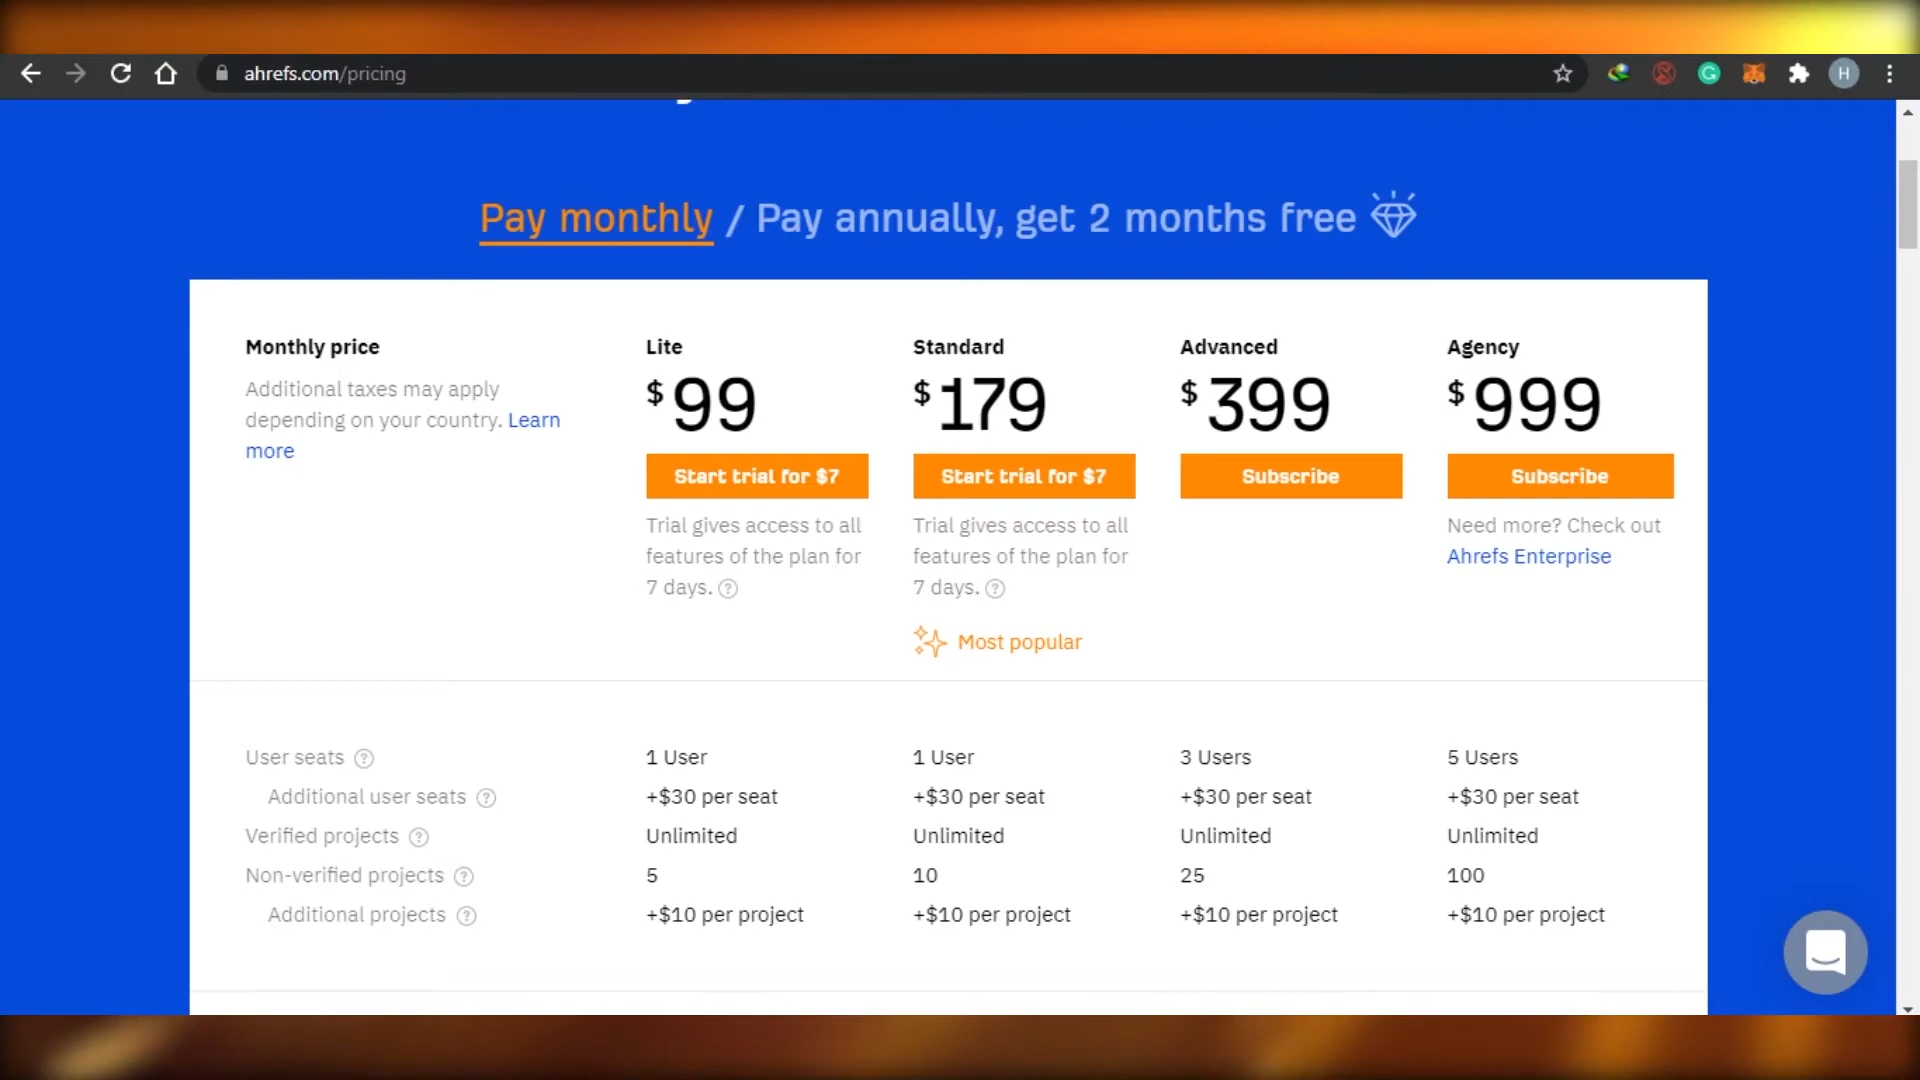 ahrefs.com/pricing
H
Pay monthly / Pay annually, get 2 months free
Monthly price
Additional taxes may apply
depending on your country. Learn
more
Lite
$ 99
Start trial for $7
Trial gives access to all
features of the plan for
7 days. ?
Standard
$ 179
Start trial for $7
Trial gives access to all
features of the plan for
7 days. ?
Most popular
Advanced
$ 399
Subscribe
Agency
$ 999
Subscribe
Need more? Check out
Ahrefs Enterprise
User seats ? 1 User 1 User 3 Users 5 Users
Additional user seats ? +$30 per seat +$30 per seat +$30 per seat +$30 per seat
Verified projects ? Unlimited Unlimited Unlimited Unlimited
Non-verified projects ? 5 10 25 100
Additional projects ? +$10 per project +$10 per project +$10 per project +$10 per project